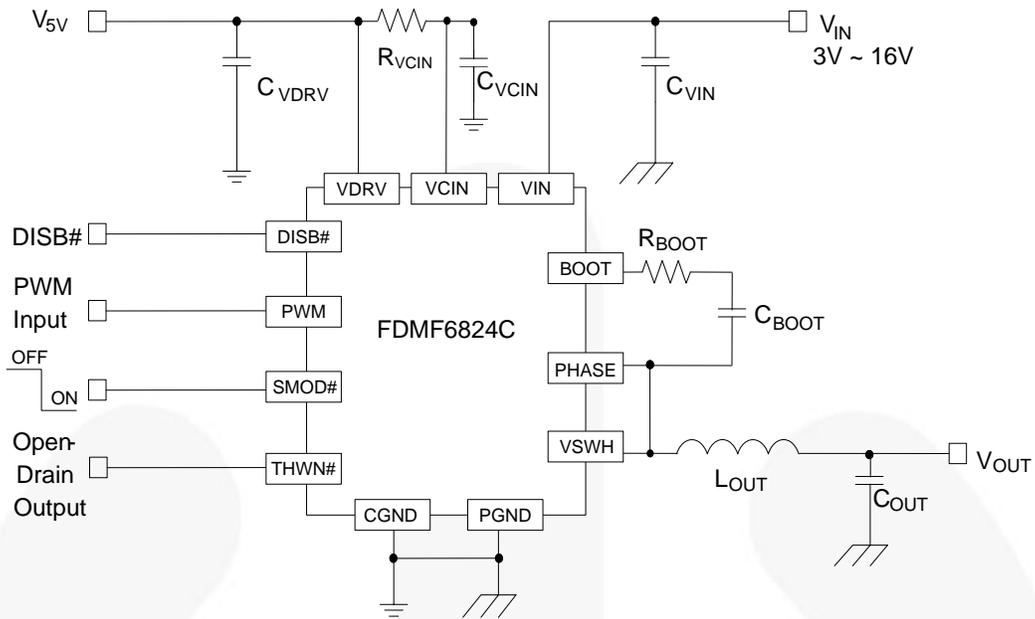 V5V
RVCIN
CVDRV
CVCIN
CVIN
VIN
3V ~ 16V
VDRV
VCIN
VIN
DISB#
DISB#
BOOT
RBOOT
PWM
Input
PWM
FDMF6824C
CBOOT
OFF
ON
SMOD#
PHASE
Open-
Drain
Output
THWN#
VSWH
LOUT
COUT
VOUT
CGND
PGND